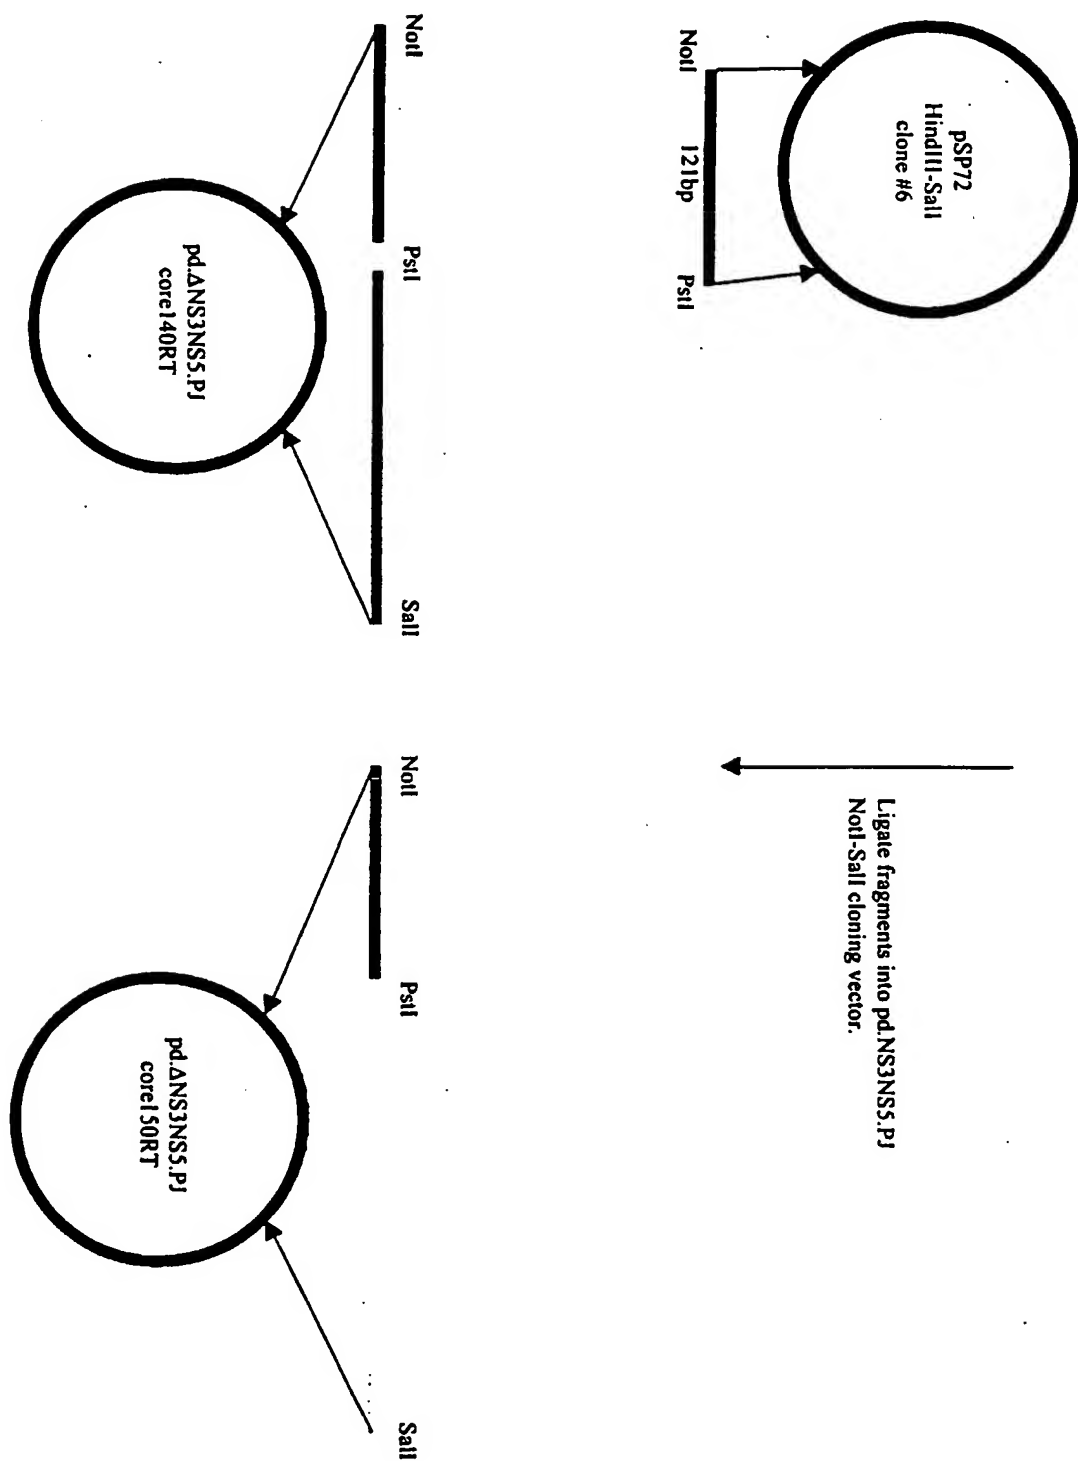 pSP72
HindIII-SalI
clone #6
NotI 121bp PstI
Ligate fragments into pd.NS3NS5.PJ
NotI-SalI cloning vector.
NotI PstI SalI
pd.ΔNS3NS5.PJ
core140RT
NotI PstI SalI
pd.ΔNS3NS5.PJ
core150RT